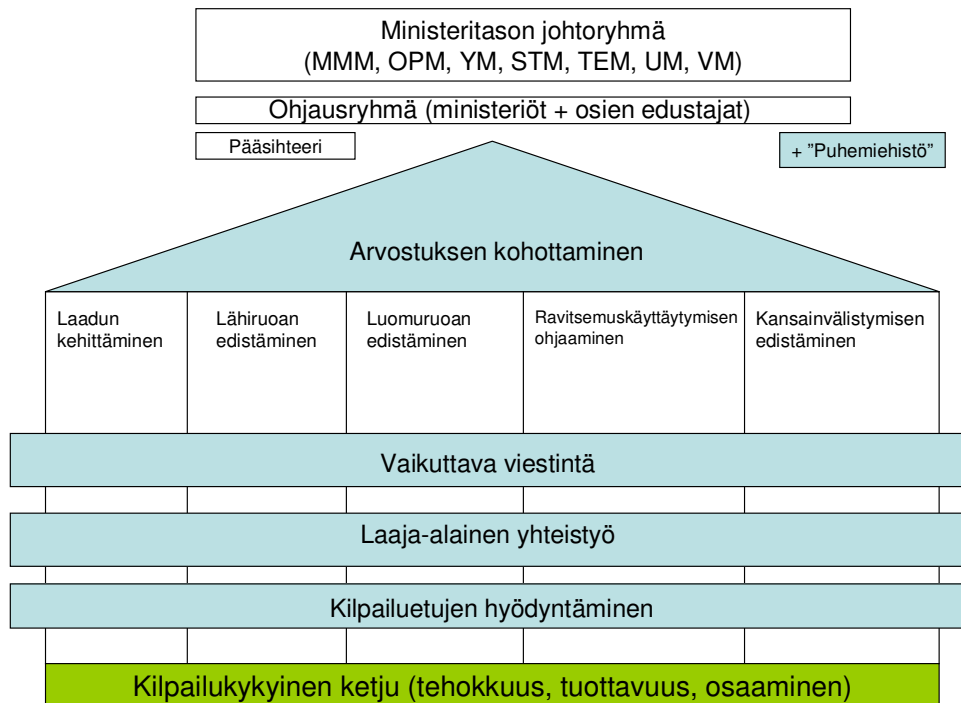 Ministeritason johtoryhmä
(MMM, OPM, YM, STM, TEM, UM, VM)
Ohjausryhmä (ministeriöt + osien edustajat)
Pääsihteeri
+ ”Puhemiehistö”
Arvostuksen kohottaminen
Laadun
kehittäminen
Lähiruoan
edistäminen
Luomuruoan
edistäminen
Ravitsemuskäyttäytymisen
ohjaaminen
Kansainvälistymisen
edistäminen
Vaikuttava viestintä
Laaja-alainen yhteistyö
Kilpailuetujen hyödyntäminen
Kilpailukykyinen ketju (tehokkuus, tuottavuus, osaaminen)